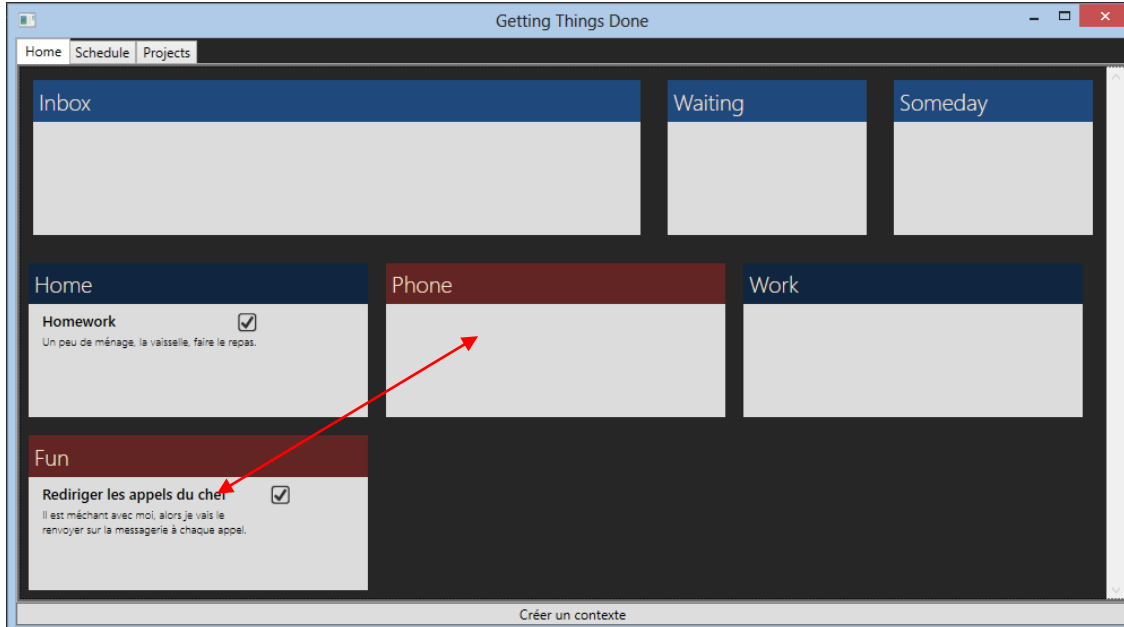 Getting Things Done
Home Schedule Projects
Inbox
Waiting
Someday
Home
Phone
Work
Homework
Un peu de ménage, la vaisselle, faire le repas.
Fun
Rediriger les appels du chef
Il est méchant avec moi, alors je vais le
renvoyer sur la messagerie à chaque appel.
Créer un contexte